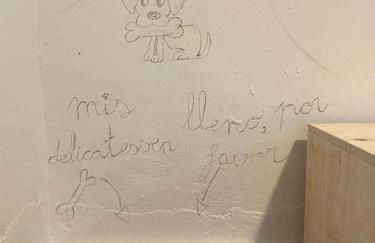 mis
delicatessen
lleno, por
favor